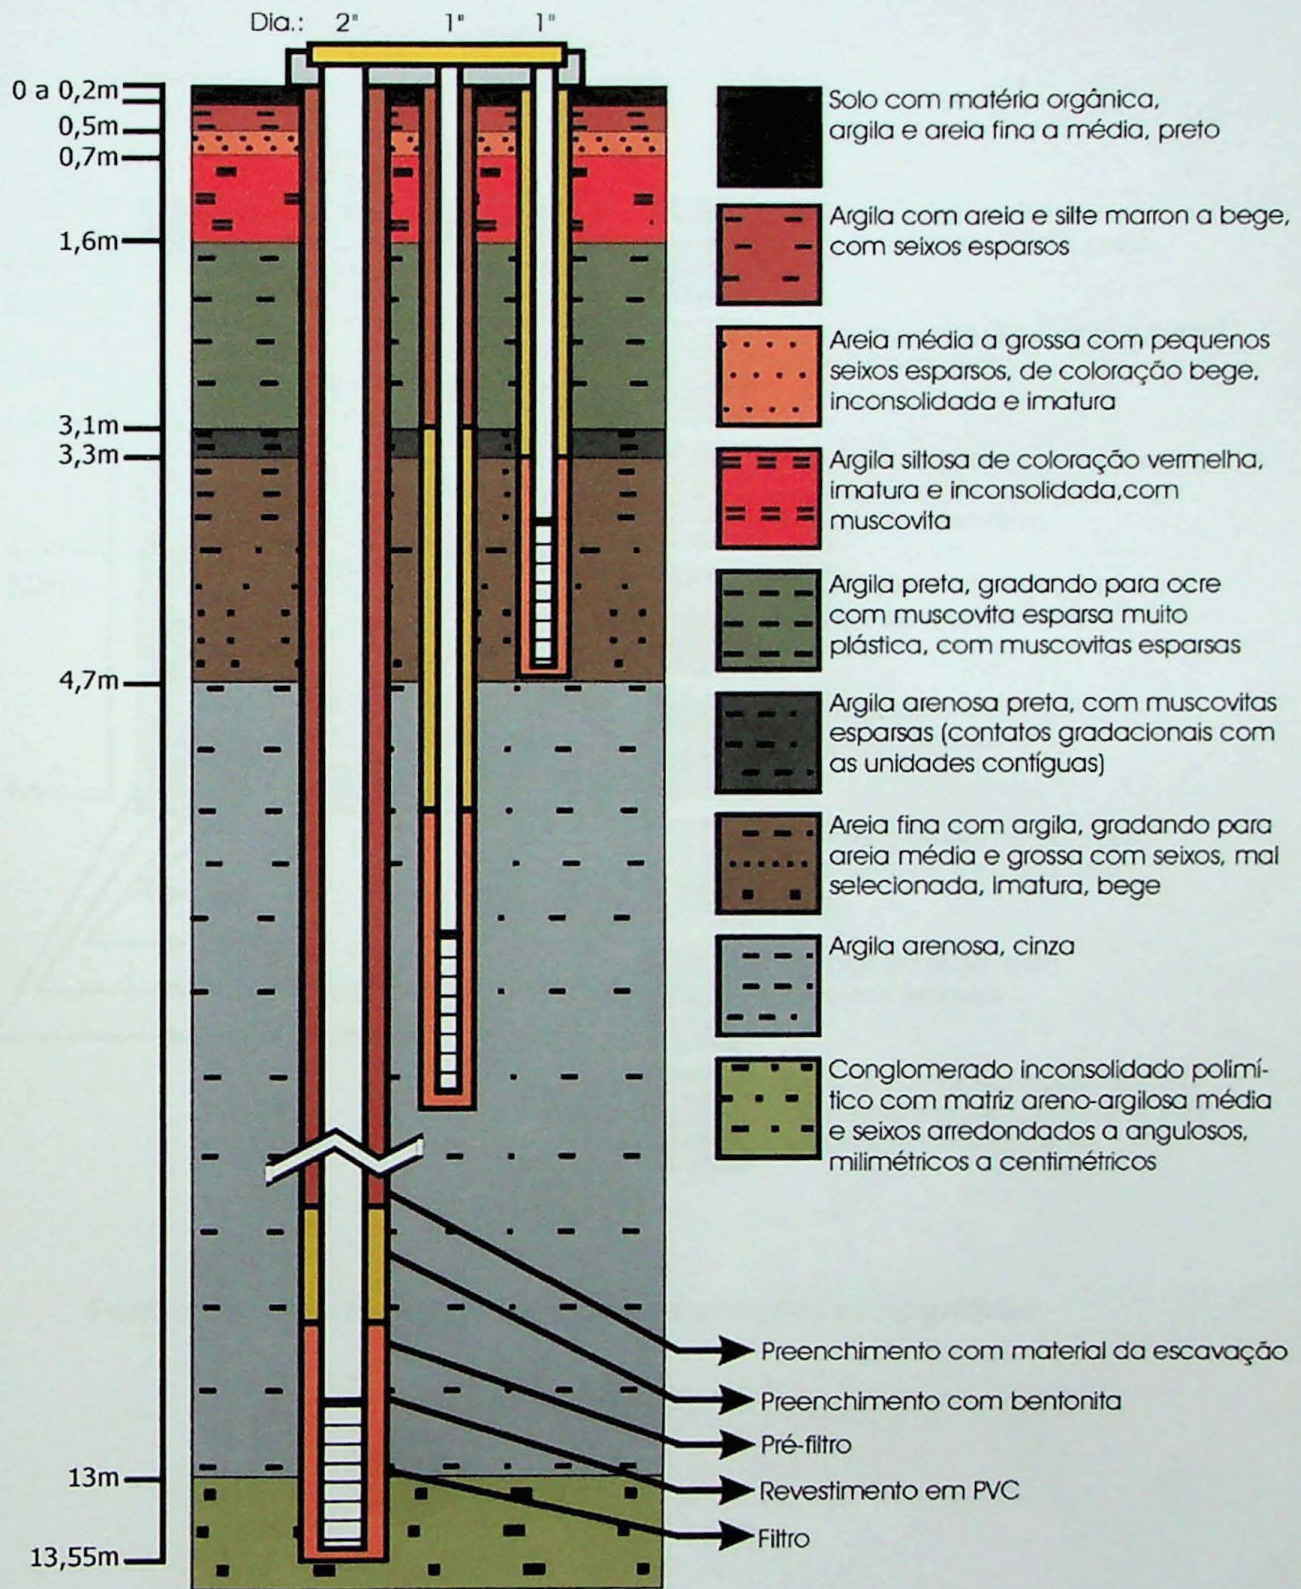 Dia.: 2" 1" 1"
0 a 0,2m
0,5m
0,7m
1,6m
3,1m
3,3m
4,7m
13m
13,55m
Solo com matéria orgânica,
argila e areia fina a média, preto
Argila com areia e silte marron a bege,
com seixos esparsos
Areia média a grossa com pequenos
seixos esparsos, de coloração bege,
inconsolidada e imatura
Argila siltosa de coloração vermelha,
imatura e inconsolidada,com
muscovita
Argila preta, gradando para ocre
com muscovita esparsa muito
plástica, com muscovitas esparsas
Argila arenosa preta, com muscovitas
esparsas (contatos gradacionais com
as unidades contíguas)
Areia fina com argila, gradando para
areia média e grossa com seixos, mal
selecionada, Imatura, bege
Argila arenosa, cinza
Conglomerado inconsolidado polimí-
tico com matriz areno-argilosa média
e seixos arredondados a angulosos,
milimétricos a centimétricos
Preenchimento com material da escavação
Preenchimento com bentonita
Pré-filtro
Revestimento em PVC
Filtro